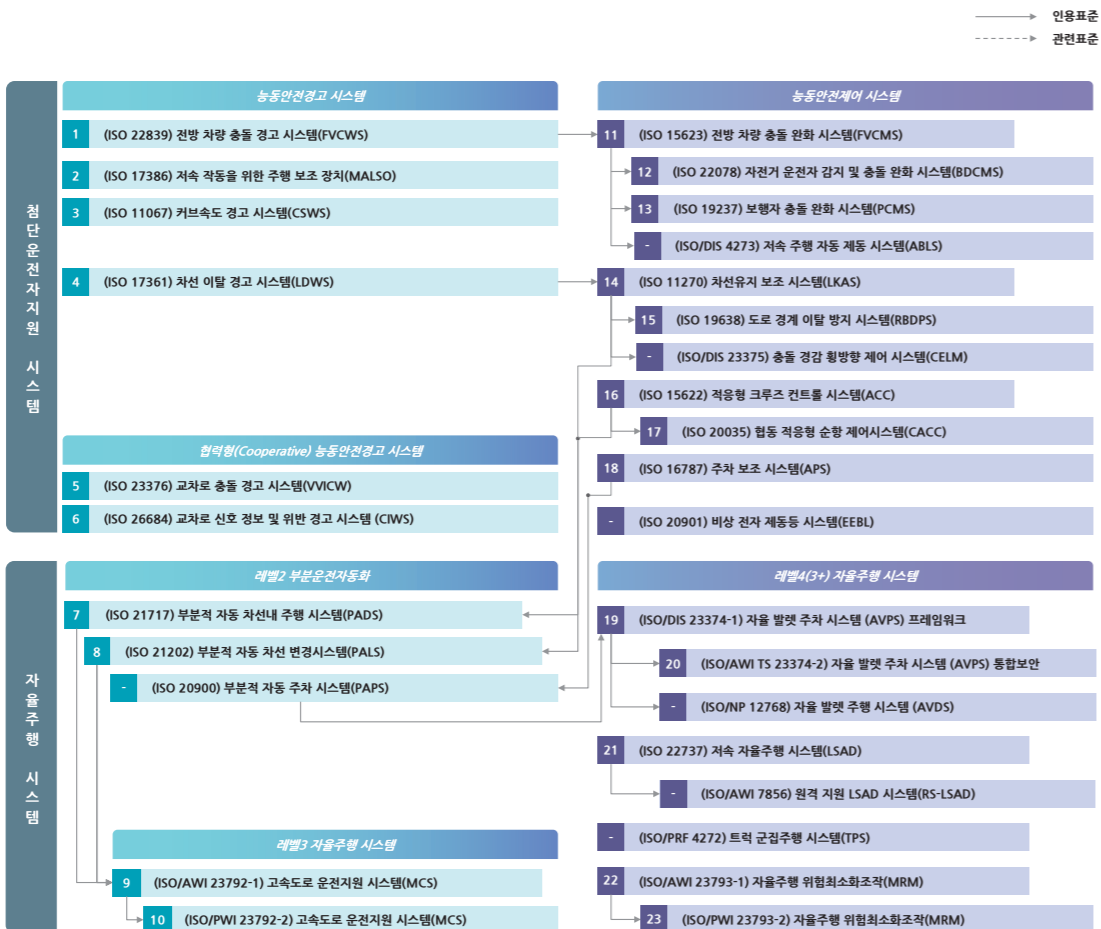 인용표준
관련표준
첨단운전자지원 시스템
능동안전경고 시스템
1 (ISO 22839) 전방 차량 충돌 경고 시스템(FVCWS)
2 (ISO 17386) 저속 작동을 위한 주행 보조 장치(MALSO)
3 (ISO 11067) 커브속도 경고 시스템(CSWS)
4 (ISO 17361) 차선 이탈 경고 시스템(LDWS)
협력형(Cooperative) 능동안전경고 시스템
5 (ISO 23376) 교차로 충돌 경고 시스템(VVICW)
6 (ISO 26684) 교차로 신호 정보 및 위반 경고 시스템 (CIWS)
능동안전제어 시스템
11 (ISO 15623) 전방 차량 충돌 완화 시스템(FVCMS)
12 (ISO 22078) 자전거 운전자 감지 및 충돌 완화 시스템(BDCMS)
13 (ISO 19237) 보행자 충돌 완화 시스템(PCMS)
- (ISO/DIS 4273) 저속 주행 자동 제동 시스템(ABLS)
14 (ISO 11270) 차선유지 보조 시스템(LKAS)
15 (ISO 19638) 도로 경계 이탈 방지 시스템(RBDPS)
- (ISO/DIS 23375) 충돌 경감 횡방향 제어 시스템(CELM)
16 (ISO 15622) 적응형 크루즈 컨트롤 시스템(ACC)
17 (ISO 20035) 협동 적응형 순항 제어시스템(CACC)
18 (ISO 16787) 주차 보조 시스템(APS)
- (ISO 20901) 비상 전자 제동등 시스템(EEBL)
자율주행 시스템
레벨2 부분운전자동화
7 (ISO 21717) 부분적 자동 차선내 주행 시스템(PADS)
8 (ISO 21202) 부분적 자동 차선 변경시스템(PALS)
- (ISO 20900) 부분적 자동 주차 시스템(PAPS)
레벨3 자율주행 시스템
9 (ISO/AWI 23792-1) 고속도로 운전지원 시스템(MCS)
10 (ISO/PWI 23792-2) 고속도로 운전지원 시스템(MCS)
레벨4(3+) 자율주행 시스템
19 (ISO/DIS 23374-1) 자율 발렛 주차 시스템 (AVPS) 프레임워크
20 (ISO/AWI TS 23374-2) 자율 발렛 주차 시스템 (AVPS) 통합보안
- (ISO/NP 12768) 자율 발렛 주행 시스템 (AVDS)
21 (ISO 22737) 저속 자율주행 시스템(LSAD)
- (ISO/AWI 7856) 원격 지원 LSAD 시스템(RS-LSAD)
- (ISO/PRF 4272) 트럭 군집주행 시스템(TPS)
22 (ISO/AWI 23793-1) 자율주행 위험최소화조작(MRM)
23 (ISO/PWI 23793-2) 자율주행 위험최소화조작(MRM)